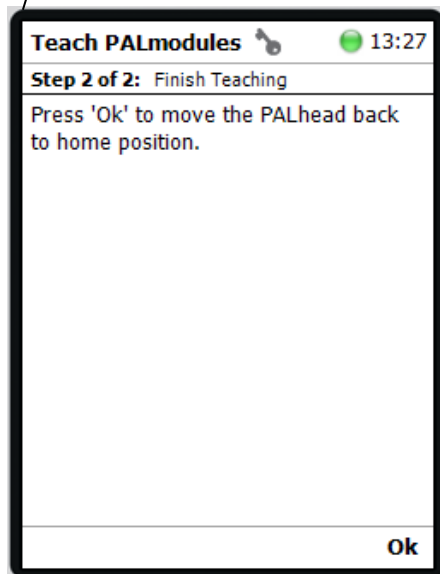 Teach PALmodules 13:27
Step 2 of 2: Finish Teaching
Press 'Ok' to move the PALhead back
to home position.
Ok